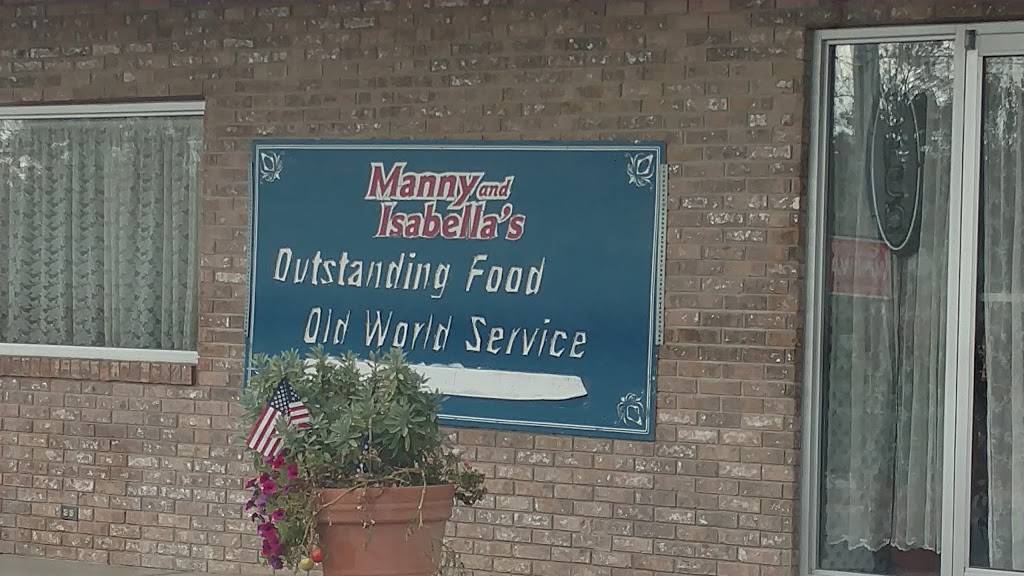 Manny and
Isabella's
Outstanding Food
Old World Service